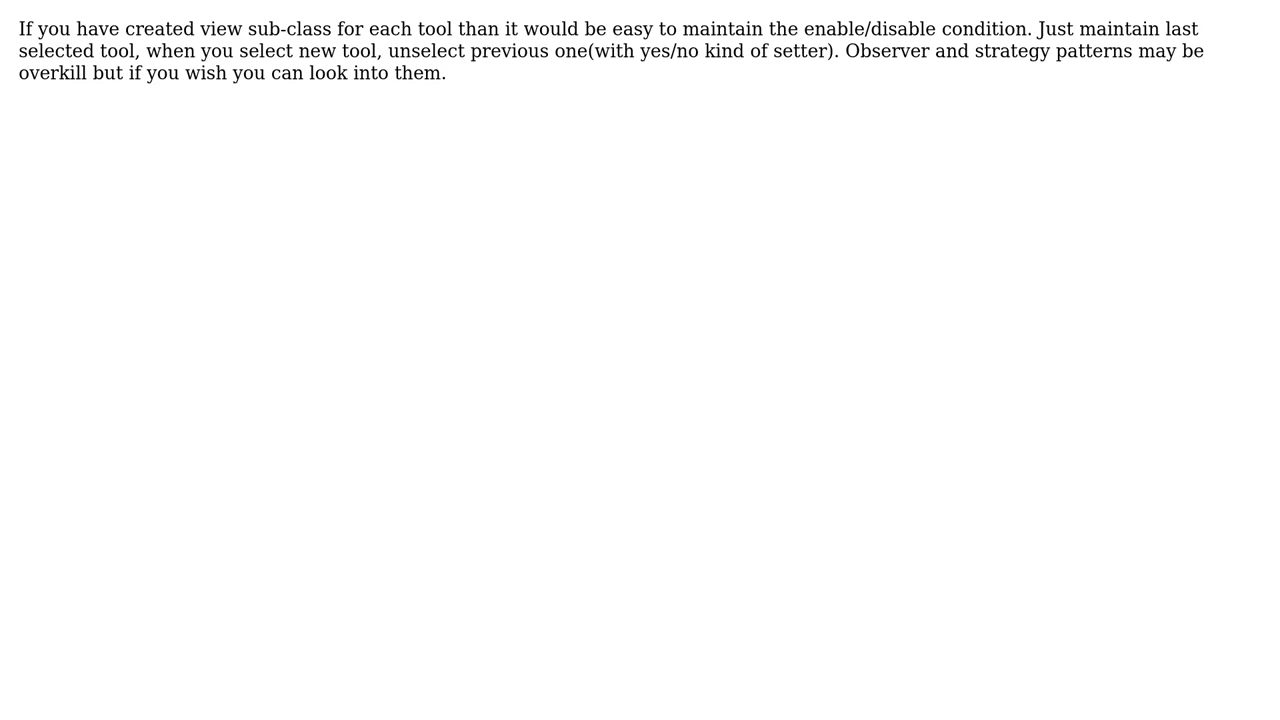 If you have created view sub-class for each tool than it would be easy to maintain the enable/disable condition. Just maintain last
selected tool, when you select new tool, unselect previous one(with yes/no kind of setter). Observer and strategy patterns may be
overkill but if you wish you can look into them.